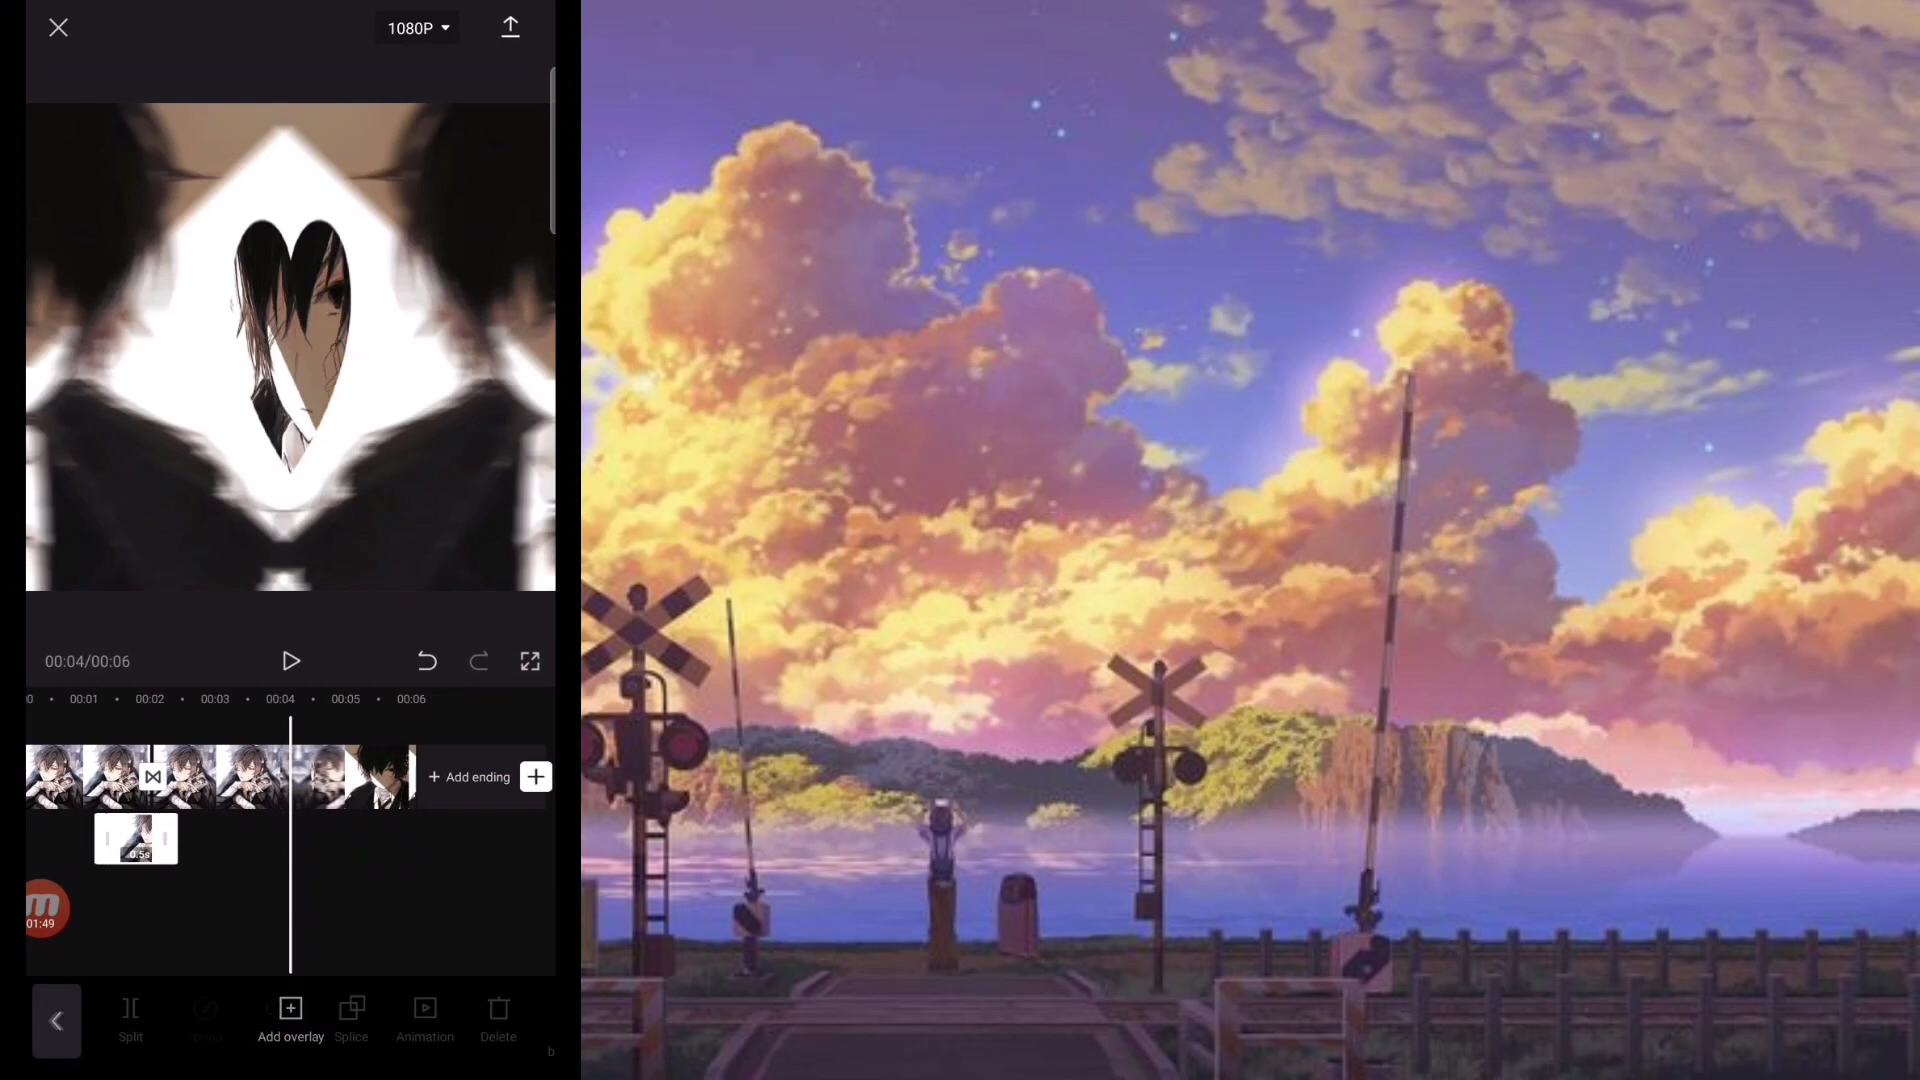 1080P
00:04/00:06
0 00:01 00:02 00:03 00:04 00:05 00:06
+ Add ending
0.5s
m
01:49
Split Add overlay Splice Animation Delete
b